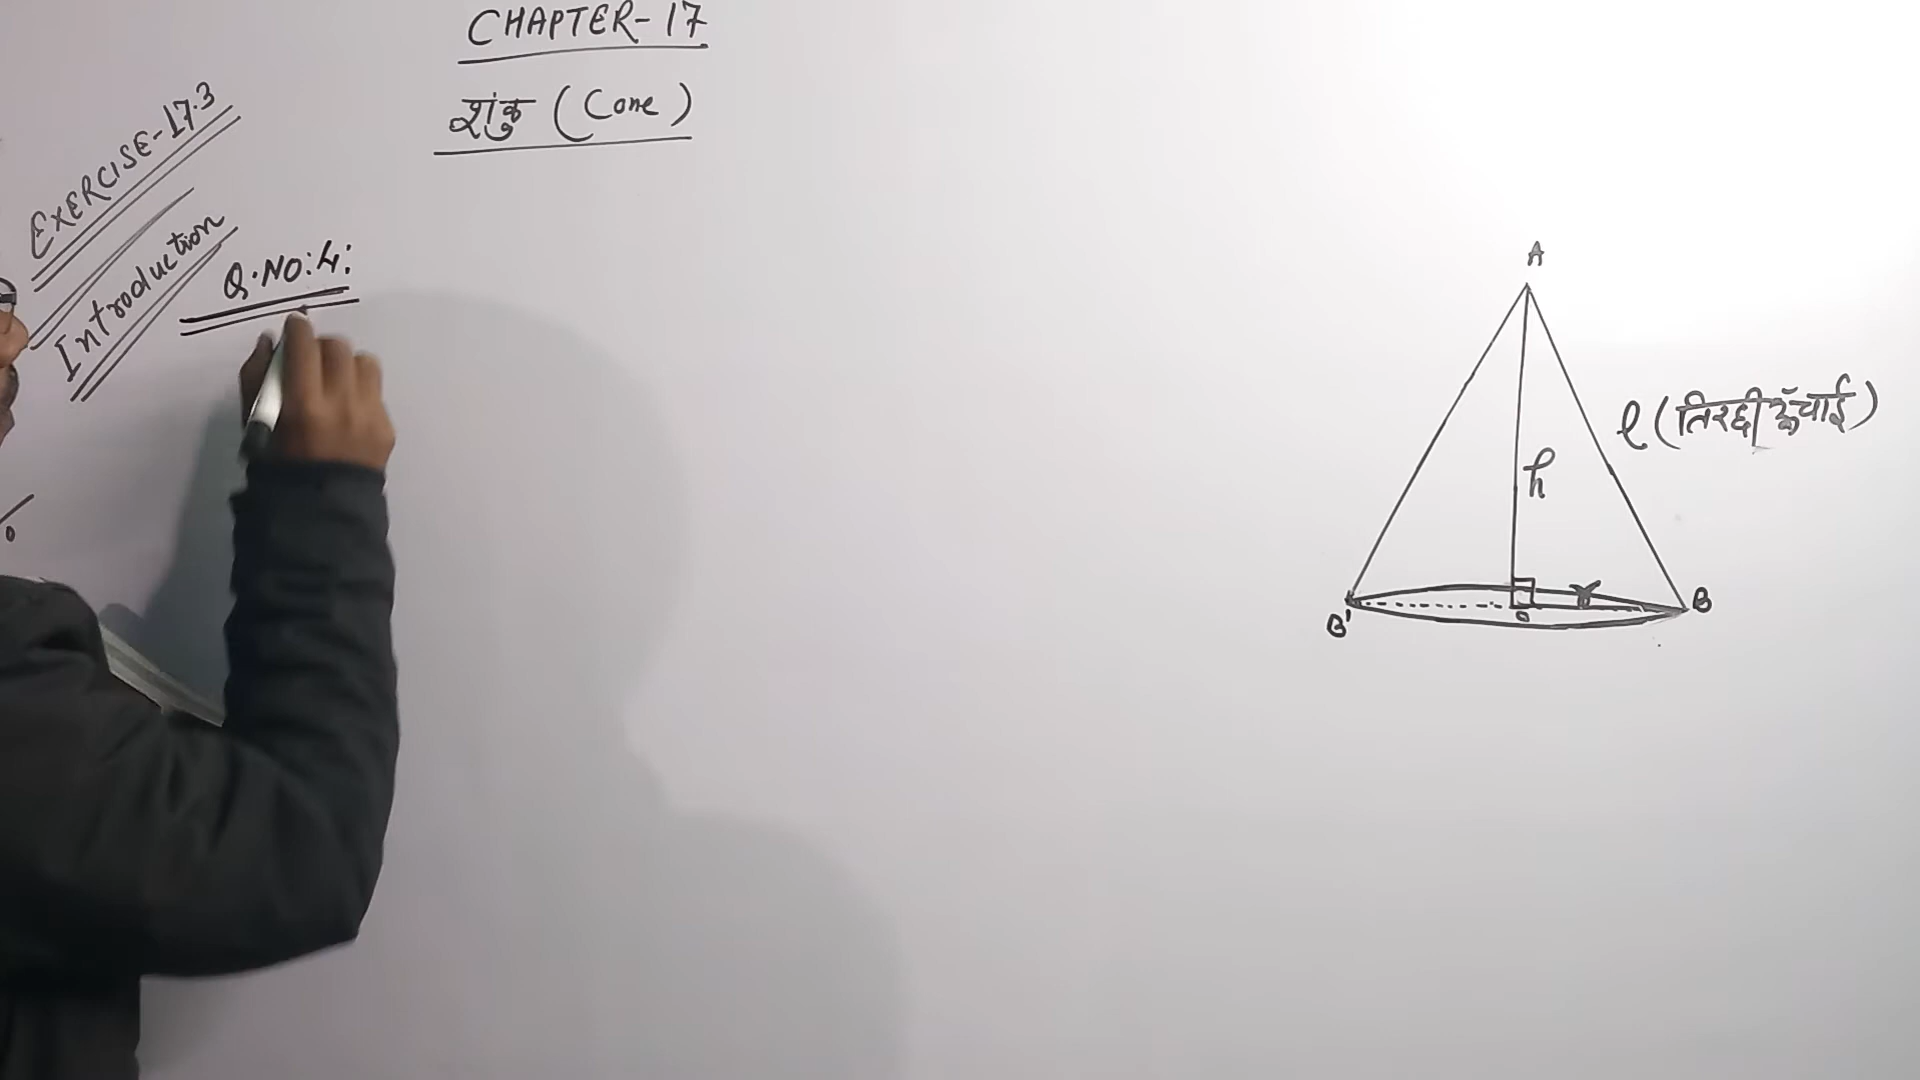 CHAPTER-17
शंकु (Cone)
EXERCISE-17.3
Introduction
Q.NO:4:
A
l (तिरछी ऊँचाई)
h
r
B
B'
O
%